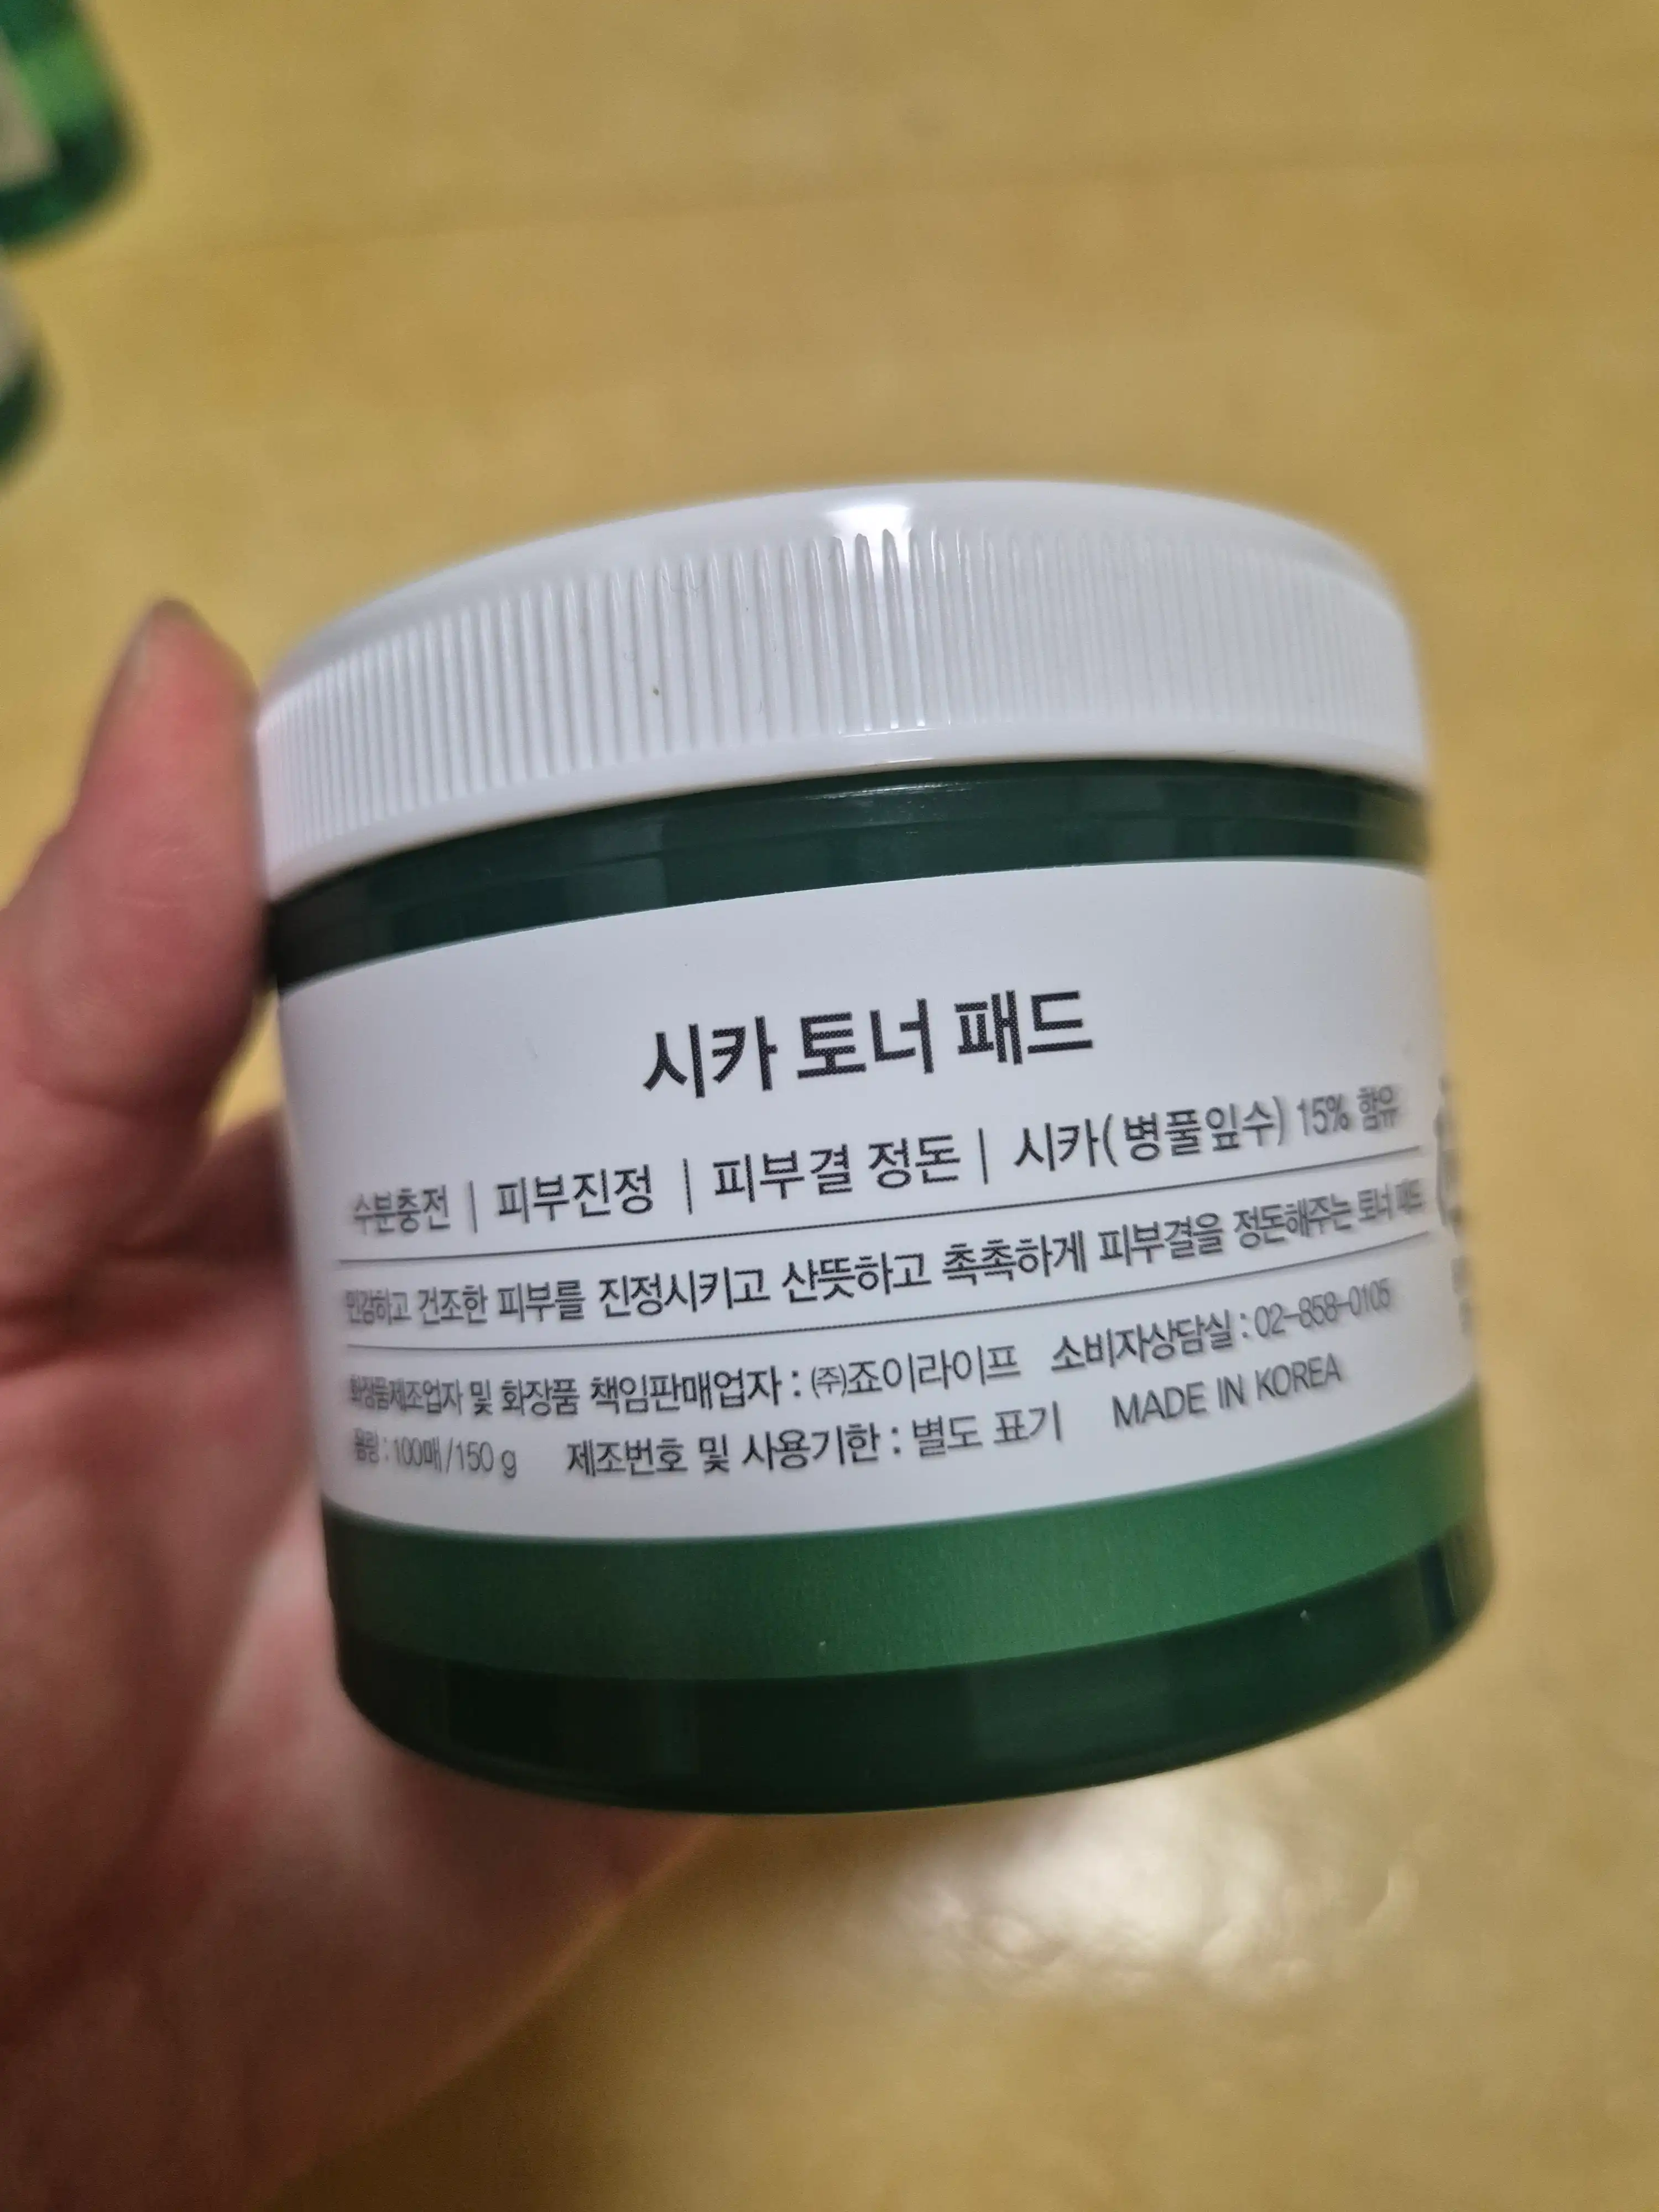 시카 토너 패드
수분충전 | 피부진정 | 피부결 정돈 | 시카(병풀잎수) 15% 함유
민감하고 건조한 피부를 진정시키고 산뜻하고 촉촉하게 피부결을 정돈해주는 토너 패드
화장품제조업자 및 화장품 책임판매업자 : ㈜죠이라이프 소비자상담실 : 02-858-0105
용량 : 100매/150 g 제조번호 및 사용기한 : 별도 표기 MADE IN KOREA